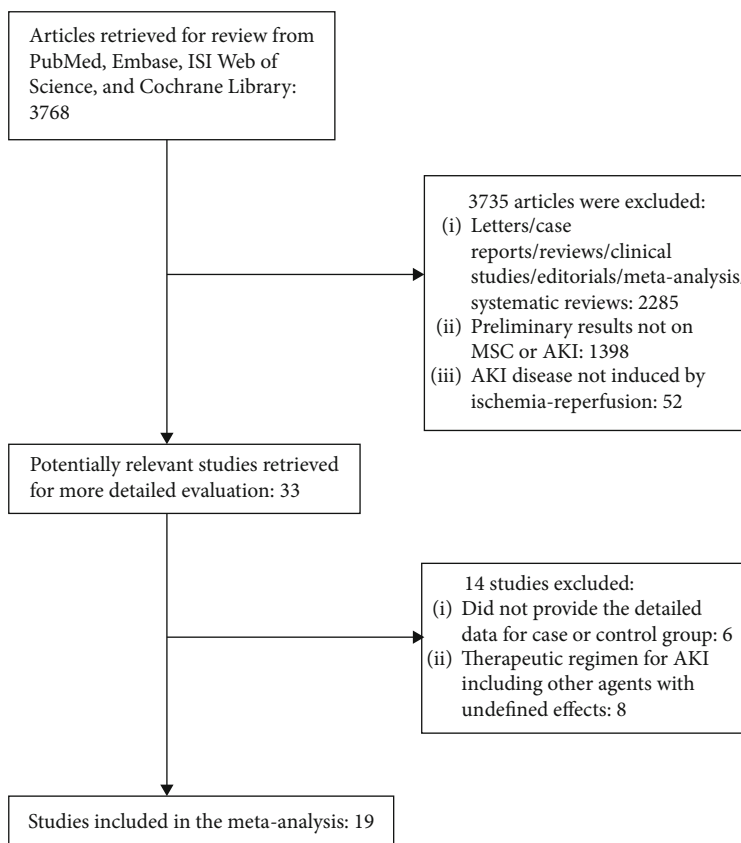 Articles retrieved for review from
PubMed, Embase, ISI Web of
Science, and Cochrane Library:
3768
3735 articles were excluded:
(i) Letters/case
reports/reviews/clinical
studies/editorials/meta-analysis/
systematic reviews: 2285
(ii) Preliminary results not on
MSC or AKI: 1398
(iii) AKI disease not induced by
ischemia-reperfusion: 52
Potentially relevant studies retrieved
for more detailed evaluation: 33
14 studies excluded:
(i) Did not provide the detailed
data for case or control group: 6
(ii) Therapeutic regimen for AKI
including other agents with
undefined effects: 8
Studies included in the meta-analysis: 19